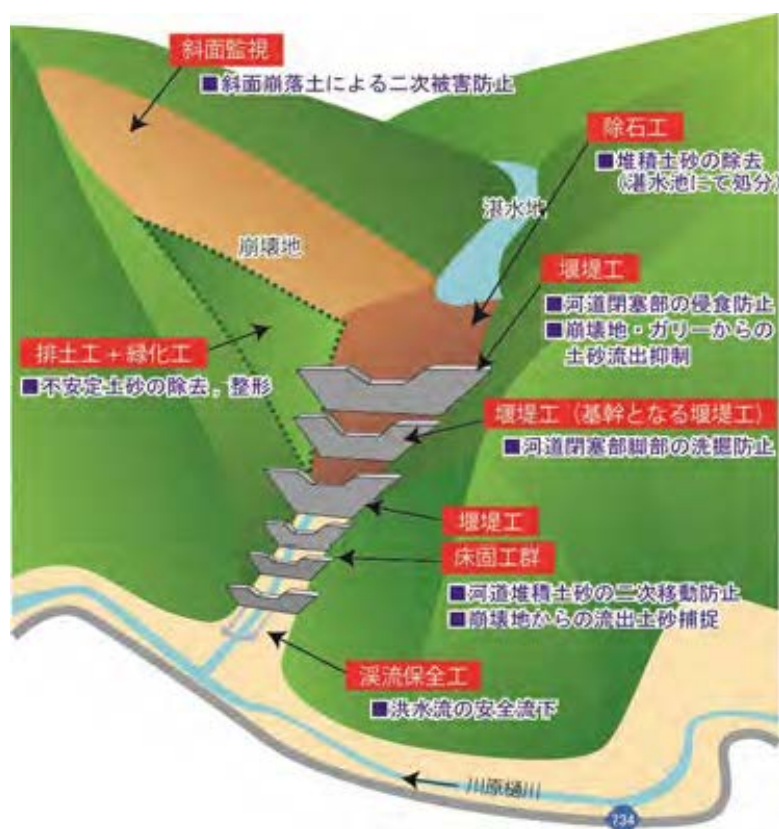 斜面監視
■斜面崩落土による二次被害防止
除石工
■堆積土砂の除去
(湛水池にて処分)
湛水地
崩壊地
堰堤工
■河道閉塞部の侵食防止
■崩壊地・ガリーからの
土砂流出抑制
排土工+緑化工
■不安定土砂の除去,整形
堰堤工(基幹となる堰堤工)
■河道閉塞部脚部の洗掘防止
堰堤工
床固工群
■河道堆積土砂の二次移動防止
■崩壊地からの流出土砂捕捉
渓流保全工
■洪水流の安全流下
川原樋川
734